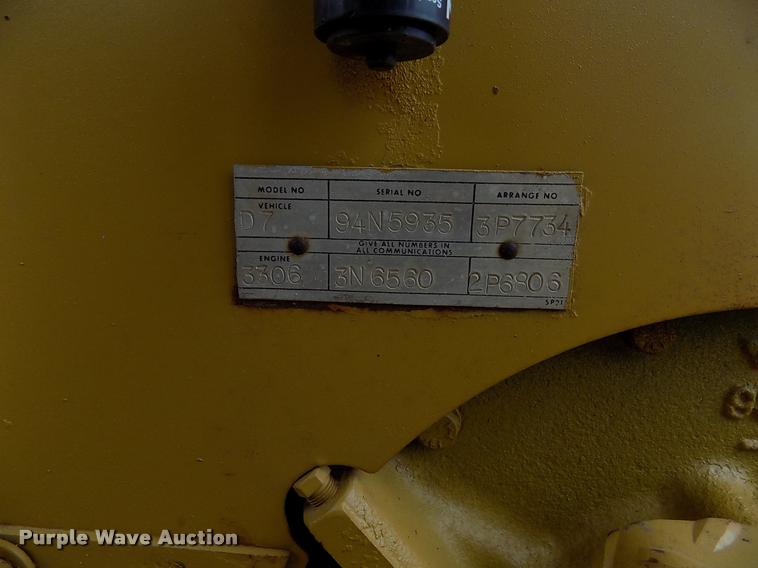 MODEL NO SERIAL NO ARRANGE NO
VEHICLE
D7 94N5935 3P7734
GIVE ALL NUMBERS IN
ALL COMMUNICATIONS
ENGINE
3306 3N6560 2P6806
Purple Wave Auction